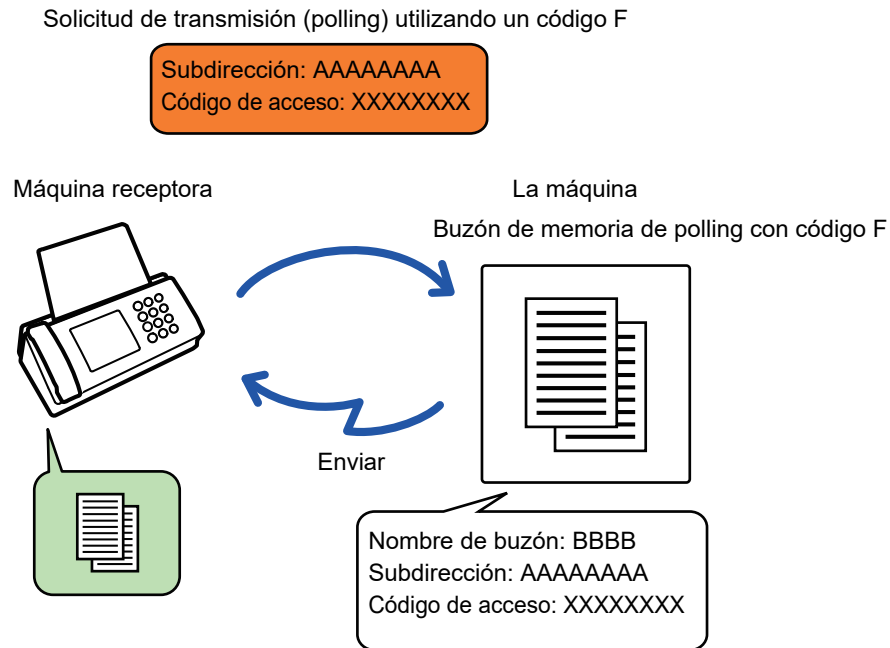 Solicitud de transmisión (polling) utilizando un código F
Subdirección: AAAAAAAA
Código de acceso: XXXXXXXX
Máquina receptora
La máquina
Buzón de memoria de polling con código F
Enviar
Nombre de buzón: BBBB
Subdirección: AAAAAAAA
Código de acceso: XXXXXXXX